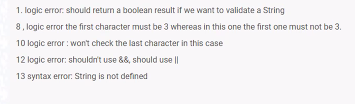 1. logic error: should return a boolean result if we want to validate a String
8 , logic error the first character must be 3 whereas in this one the first one must not be 3.
10 logic error : won't check the last character in this case
12 logic error: shouldn't use &&, should use ||
13 syntax error: String is not defined